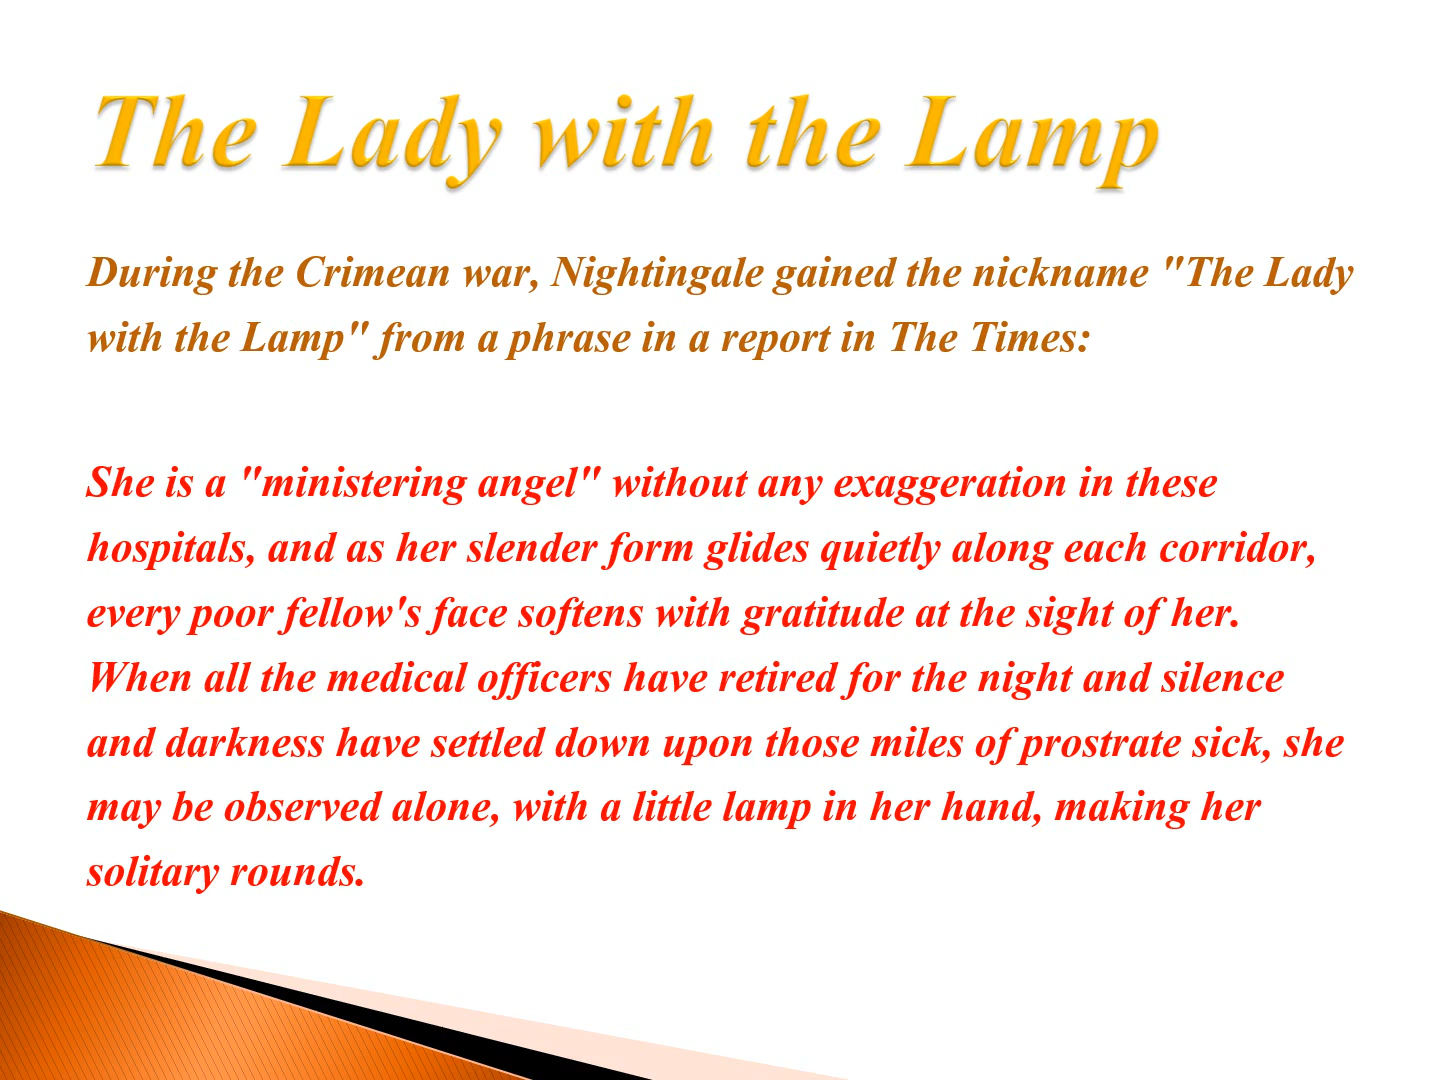 The Lady with the Lamp
During the Crimean war, Nightingale gained the nickname "The Lady
with the Lamp" from a phrase in a report in The Times:
She is a "ministering angel" without any exaggeration in these
hospitals, and as her slender form glides quietly along each corridor,
every poor fellow's face softens with gratitude at the sight of her.
When all the medical officers have retired for the night and silence
and darkness have settled down upon those miles of prostrate sick, she
may be observed alone, with a little lamp in her hand, making her
solitary rounds.